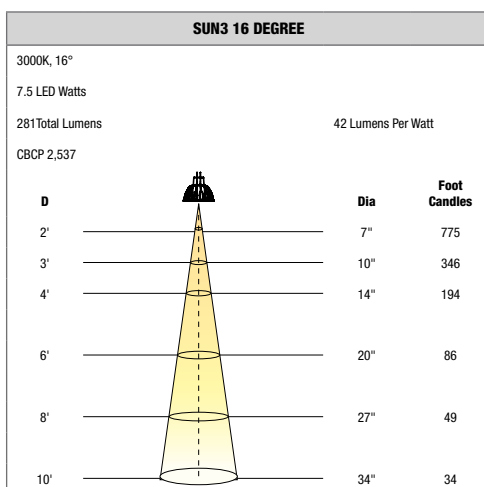 SUN3 16 DEGREE
3000K, 16°
7.5 LED Watts
281Total Lumens 42 Lumens Per Watt
CBCP 2,537
D Dia Foot Candles
2' 7" 775
3' 10" 346
4' 14" 194
6' 20" 86
8' 27" 49
10' 34" 34